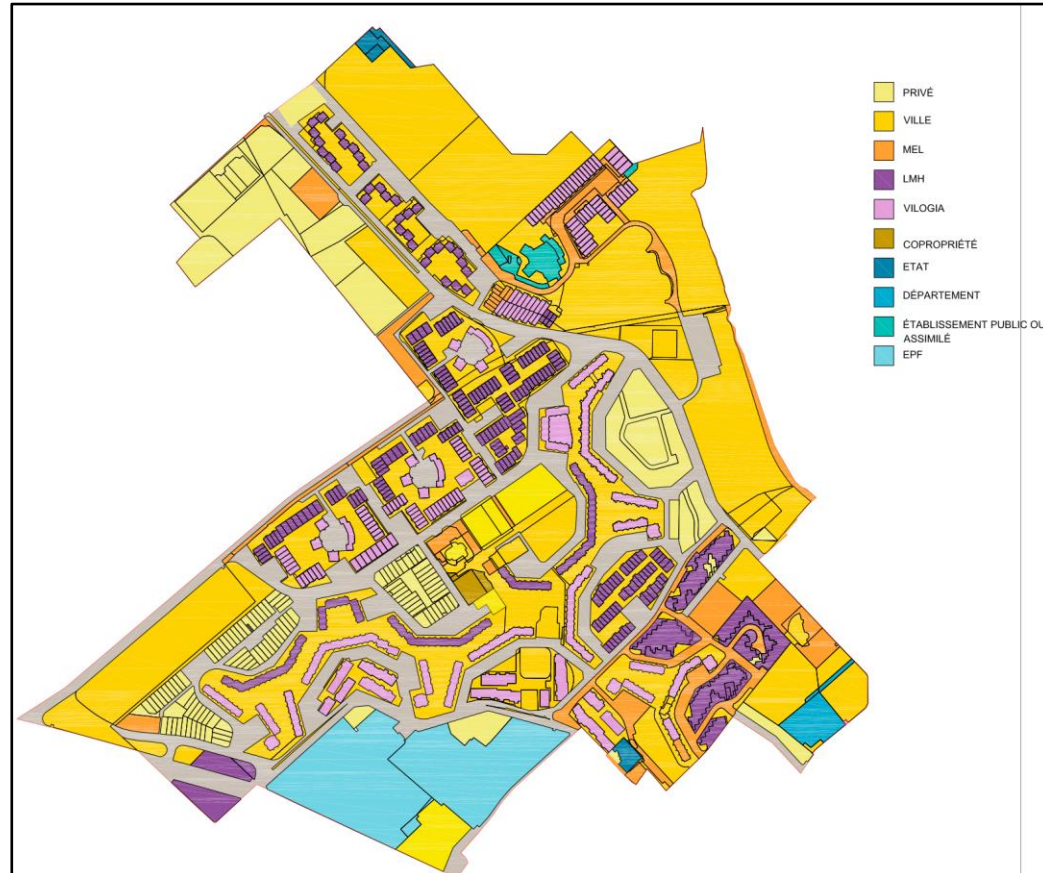 PRIVÉ
VILLE
MEL
LMH
VILOGIA
COPROPRIÉTÉ
ETAT
DÉPARTEMENT
ÉTABLISSEMENT PUBLIC OU
ASSIMILÉ
EPF